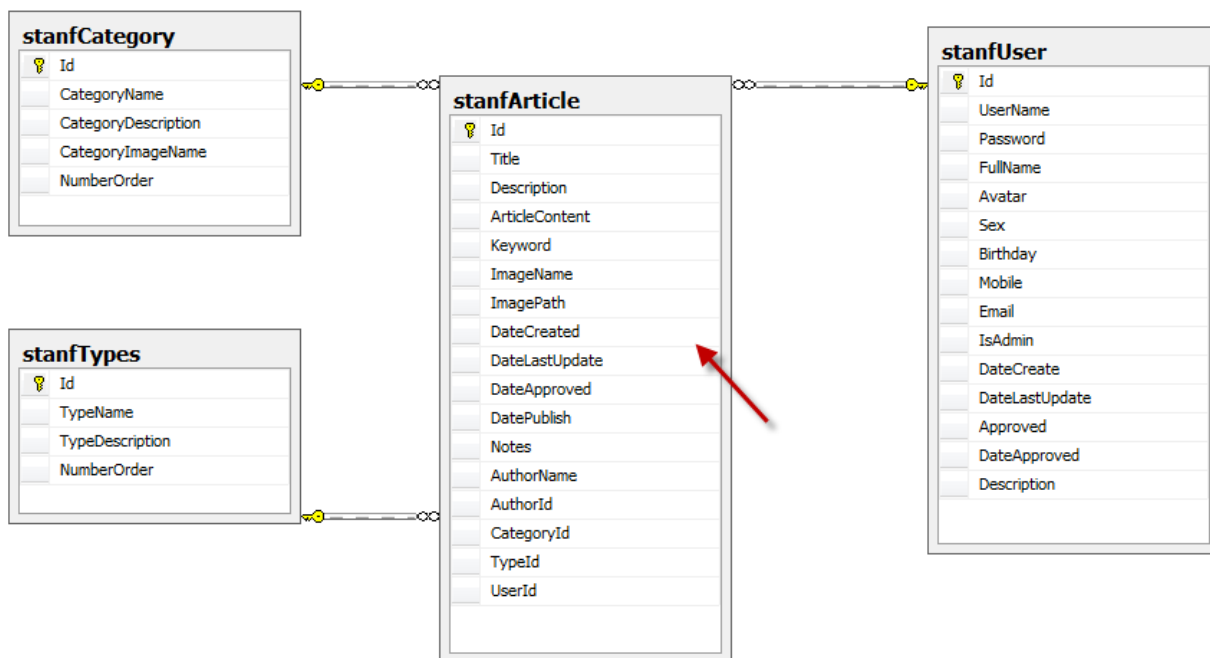 stanfCategory
Id
CategoryName
CategoryDescription
CategoryImageName
NumberOrder
stanfTypes
Id
TypeName
TypeDescription
NumberOrder
stanfArticle
Id
Title
Description
ArticleContent
Keyword
ImageName
ImagePath
DateCreated
DateLastUpdate
DateApproved
DatePublish
Notes
AuthorName
AuthorId
CategoryId
TypeId
UserId
stanfUser
Id
UserName
Password
FullName
Avatar
Sex
Birthday
Mobile
Email
IsAdmin
DateCreate
DateLastUpdate
Approved
DateApproved
Description